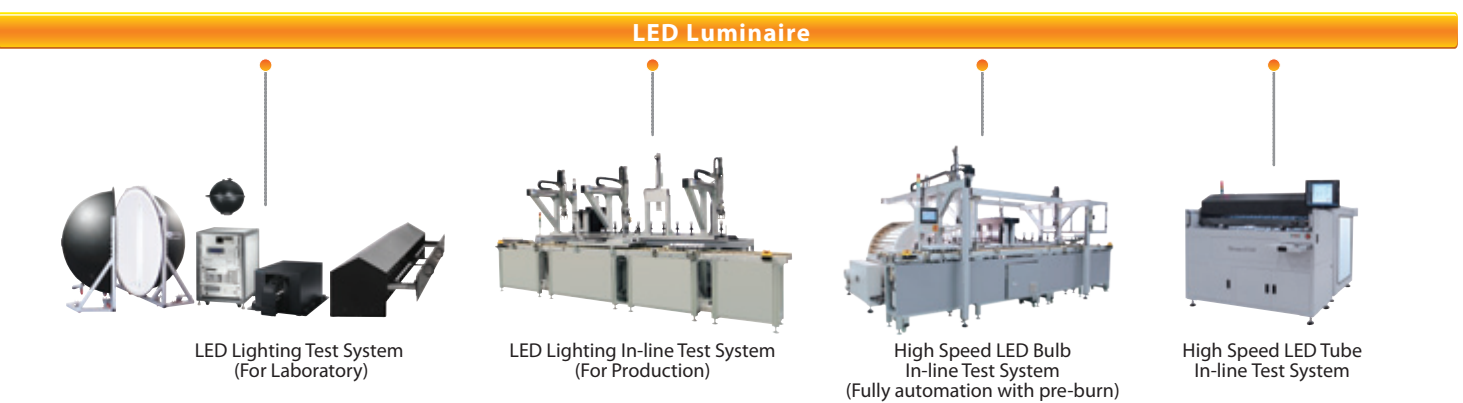 LED Luminaire
LED Lighting Test System
(For Laboratory)
LED Lighting In-line Test System
(For Production)
High Speed LED Bulb
In-line Test System
(Fully automation with pre-burn)
High Speed LED Tube
In-line Test System